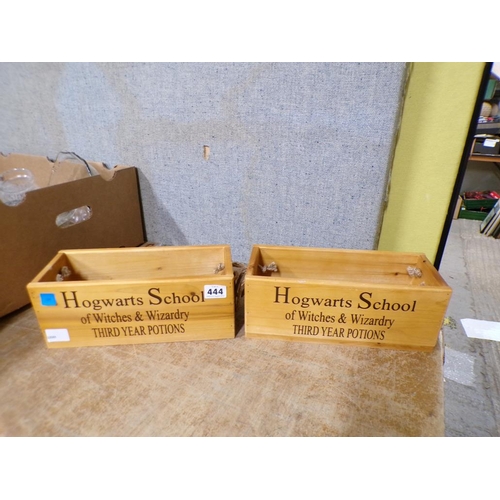 Hogwarts School
444
of Witches & Wizardry
THIRD YEAR POTIONS
Hogwarts School
of Witches & Wizardry
THIRD YEAR POTIONS